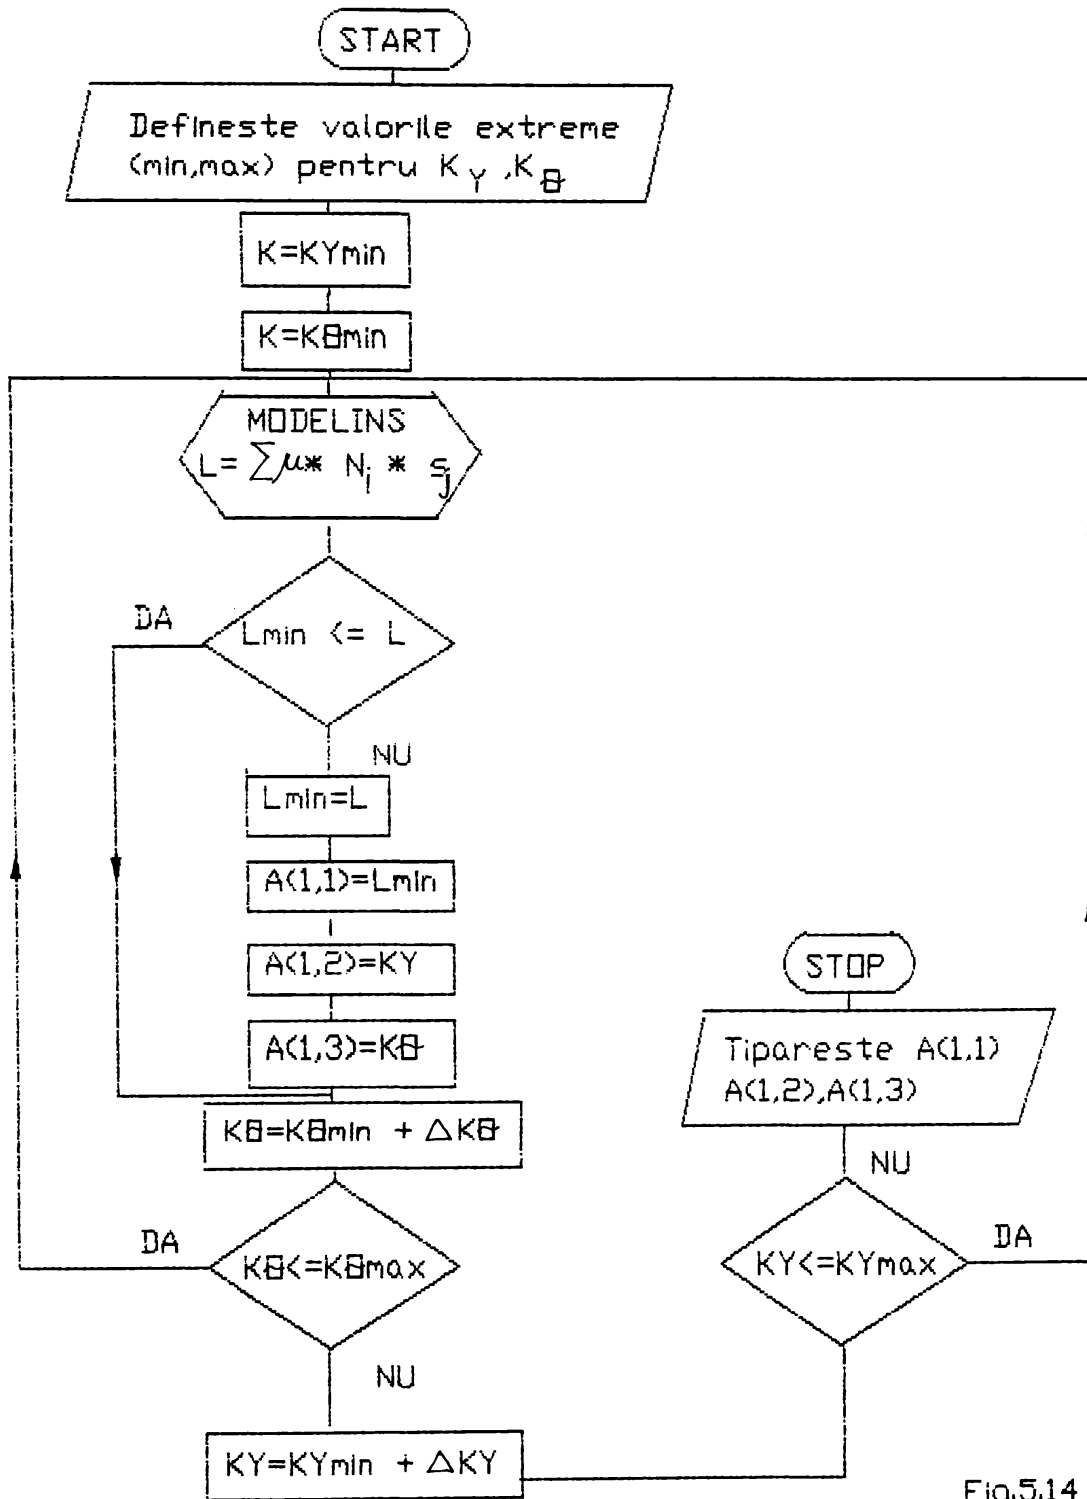 START
Defineste valorile extreme
(min,max) pentru K Y ,K θ
K=KYmin
K=Kθmin
MODELINS
L= ∑μ* Ni * sj
Lmin <= L
DA
NU
Lmin=L
A(1,1)=Lmin
A(1,2)=KY
A(1,3)=Kθ
Kθ=Kθmin + △Kθ
Kθ<=Kθmax
DA
NU
KY=KYmin + △KY
STOP
Tipareste A(1,1)
A(1,2),A(1,3)
NU
KY<=KYmax
DA
Fig.5.14